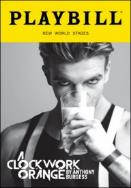 PLAYBILL
NEW WORLD STAGES
A
CLOCKWORK
ORANGE
BY ANTHONY
BURGESS